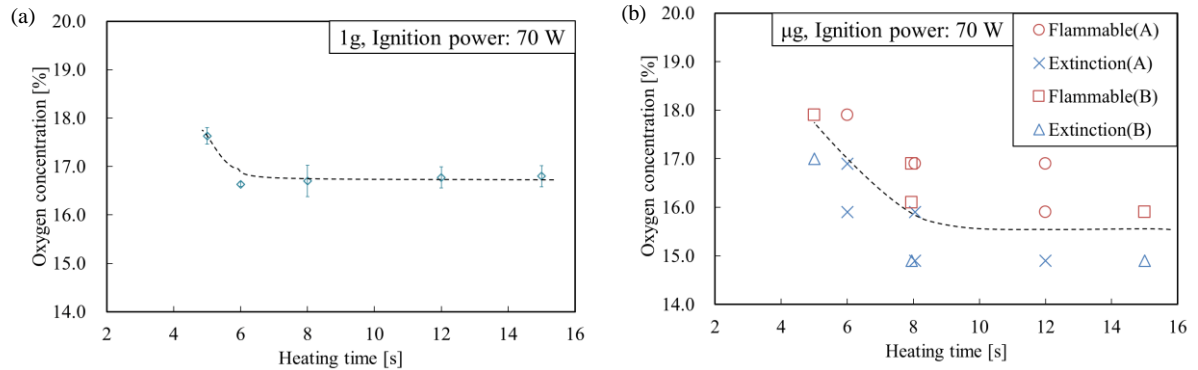 (a)
1g, Ignition power: 70 W
Oxygen concentration [%]
20.0
19.0
18.0
17.0
16.0
15.0
14.0
2 4 6 8 10 12 14 16
Heating time [s]
(b)
μg, Ignition power: 70 W
Flammable(A)
Extinction(A)
Flammable(B)
Extinction(B)
Oxygen concentration [%]
20.0
19.0
18.0
17.0
16.0
15.0
14.0
2 4 6 8 10 12 14 16
Heating time [s]